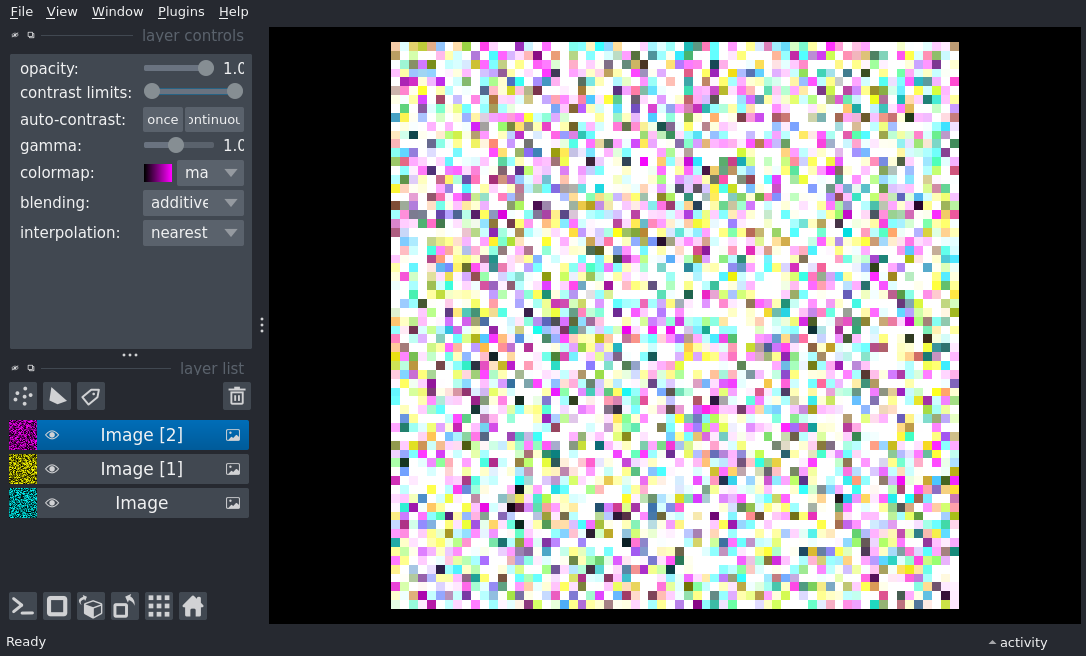 File View Window Plugins Help
layer controls
opacity: 1.0
contrast limits:
auto-contrast: once ontinuou
gamma: 1.0
colormap: ma
blending: additive
interpolation: nearest
layer list
Image [2]
Image [1]
Image
Ready
activity